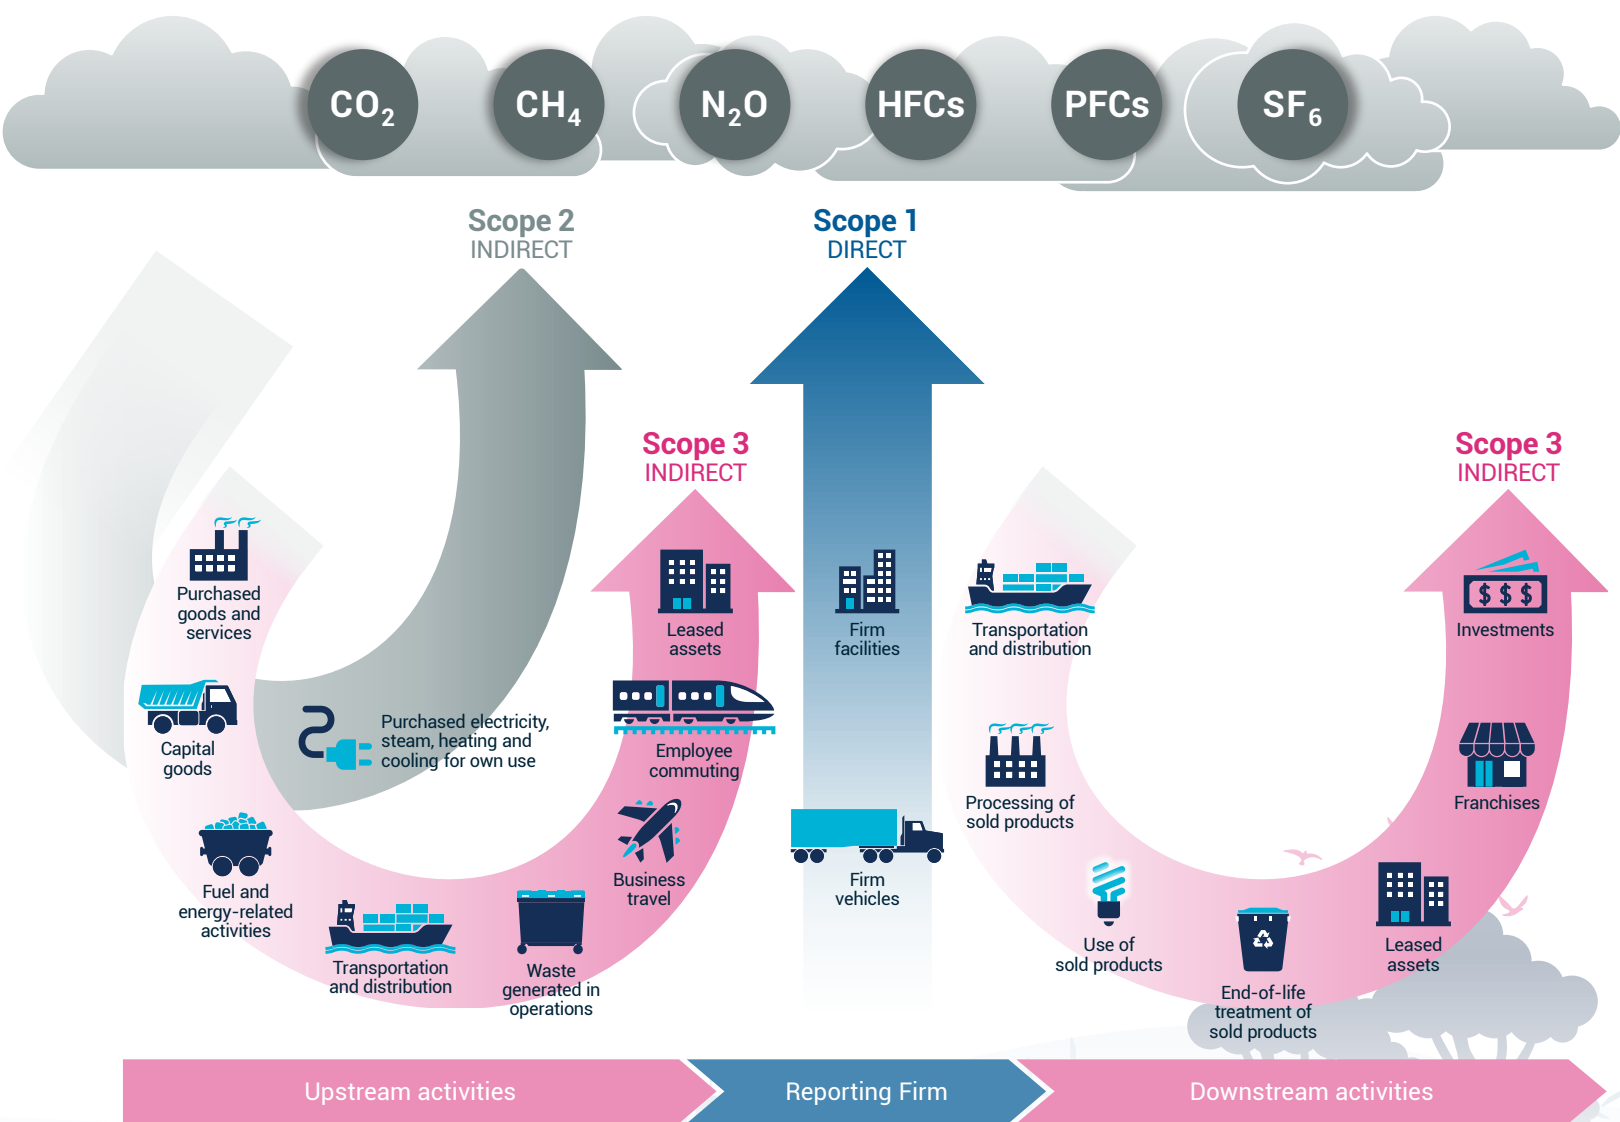 CO₂
CH₄
N₂O
HFCs
PFCs
SF₆
Scope 2
INDIRECT
Scope 1
DIRECT
Scope 3
INDIRECT
Scope 3
INDIRECT
Purchased
goods and
services
Capital
goods
Fuel and
energy-related
activities
Transportation
and distribution
Waste
generated in
operations
Business
travel
Employee
commuting
Leased
assets
Purchased electricity,
steam, heating and
cooling for own use
Firm
facilities
Firm
vehicles
Transportation
and distribution
Processing of
sold products
Use of
sold products
End-of-life
treatment of
sold products
Leased
assets
Franchises
$ $ $
Investments
Upstream activities
Reporting Firm
Downstream activities